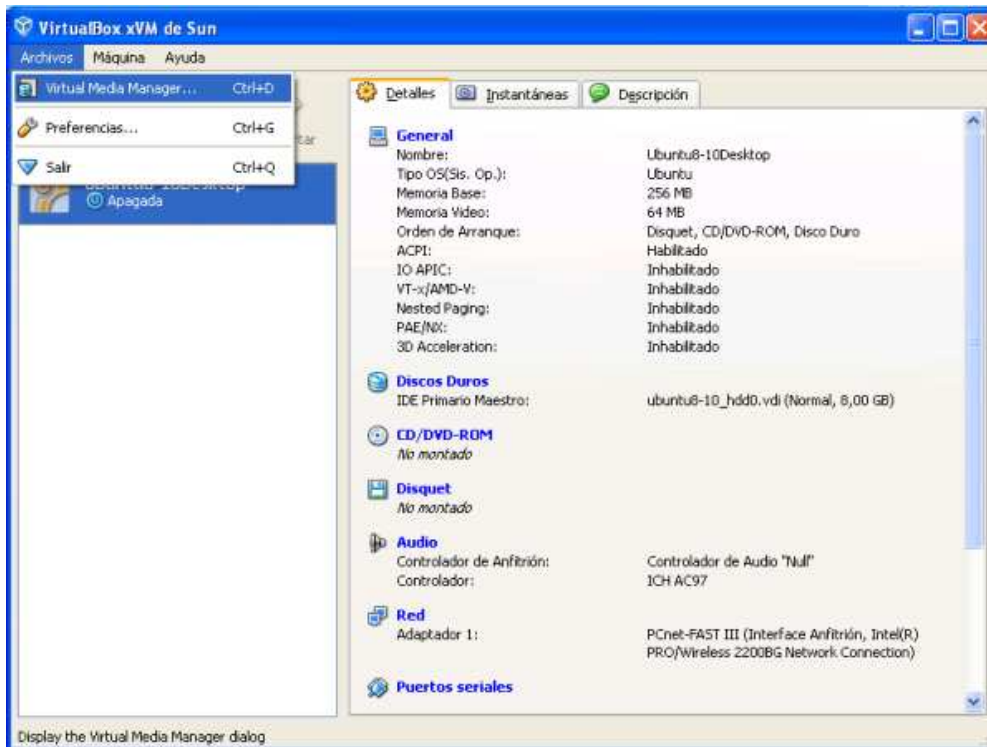 VirtualBox xVM de Sun
Archivos Máquina Ayuda
Virtual Media Manager... Ctrl+D
Preferencias... Ctrl+G
Salir Ctrl+Q
Apagada
Detalles Instantáneas Descripción
General
Nombre: Ubuntu8-10Desktop
Tipo OS(Sis. Op.): Ubuntu
Memoria Base: 256 MB
Memoria Video: 64 MB
Orden de Arranque: Disquet, CD/DVD-ROM, Disco Duro
ACPI: Habilitado
IO APIC: Inhabilitado
VT-x/AMD-V: Inhabilitado
Nested Paging: Inhabilitado
PAE/NX: Inhabilitado
3D Acceleration: Inhabilitado
Discos Duros
IDE Primario Maestro: ubuntu8-10_hdd0.vdi (Normal, 8,00 GB)
CD/DVD-ROM
No montado
Disquet
No montado
Audio
Controlador de Anfitrión: Controlador de Audio "Null"
Controlador: ICH AC97
Red
Adaptador 1: PCnet-FAST III (Interface Anfitrión, Intel(R)
PRO/Wireless 2200BG Network Connection)
Puertos seriales
Display the Virtual Media Manager dialog